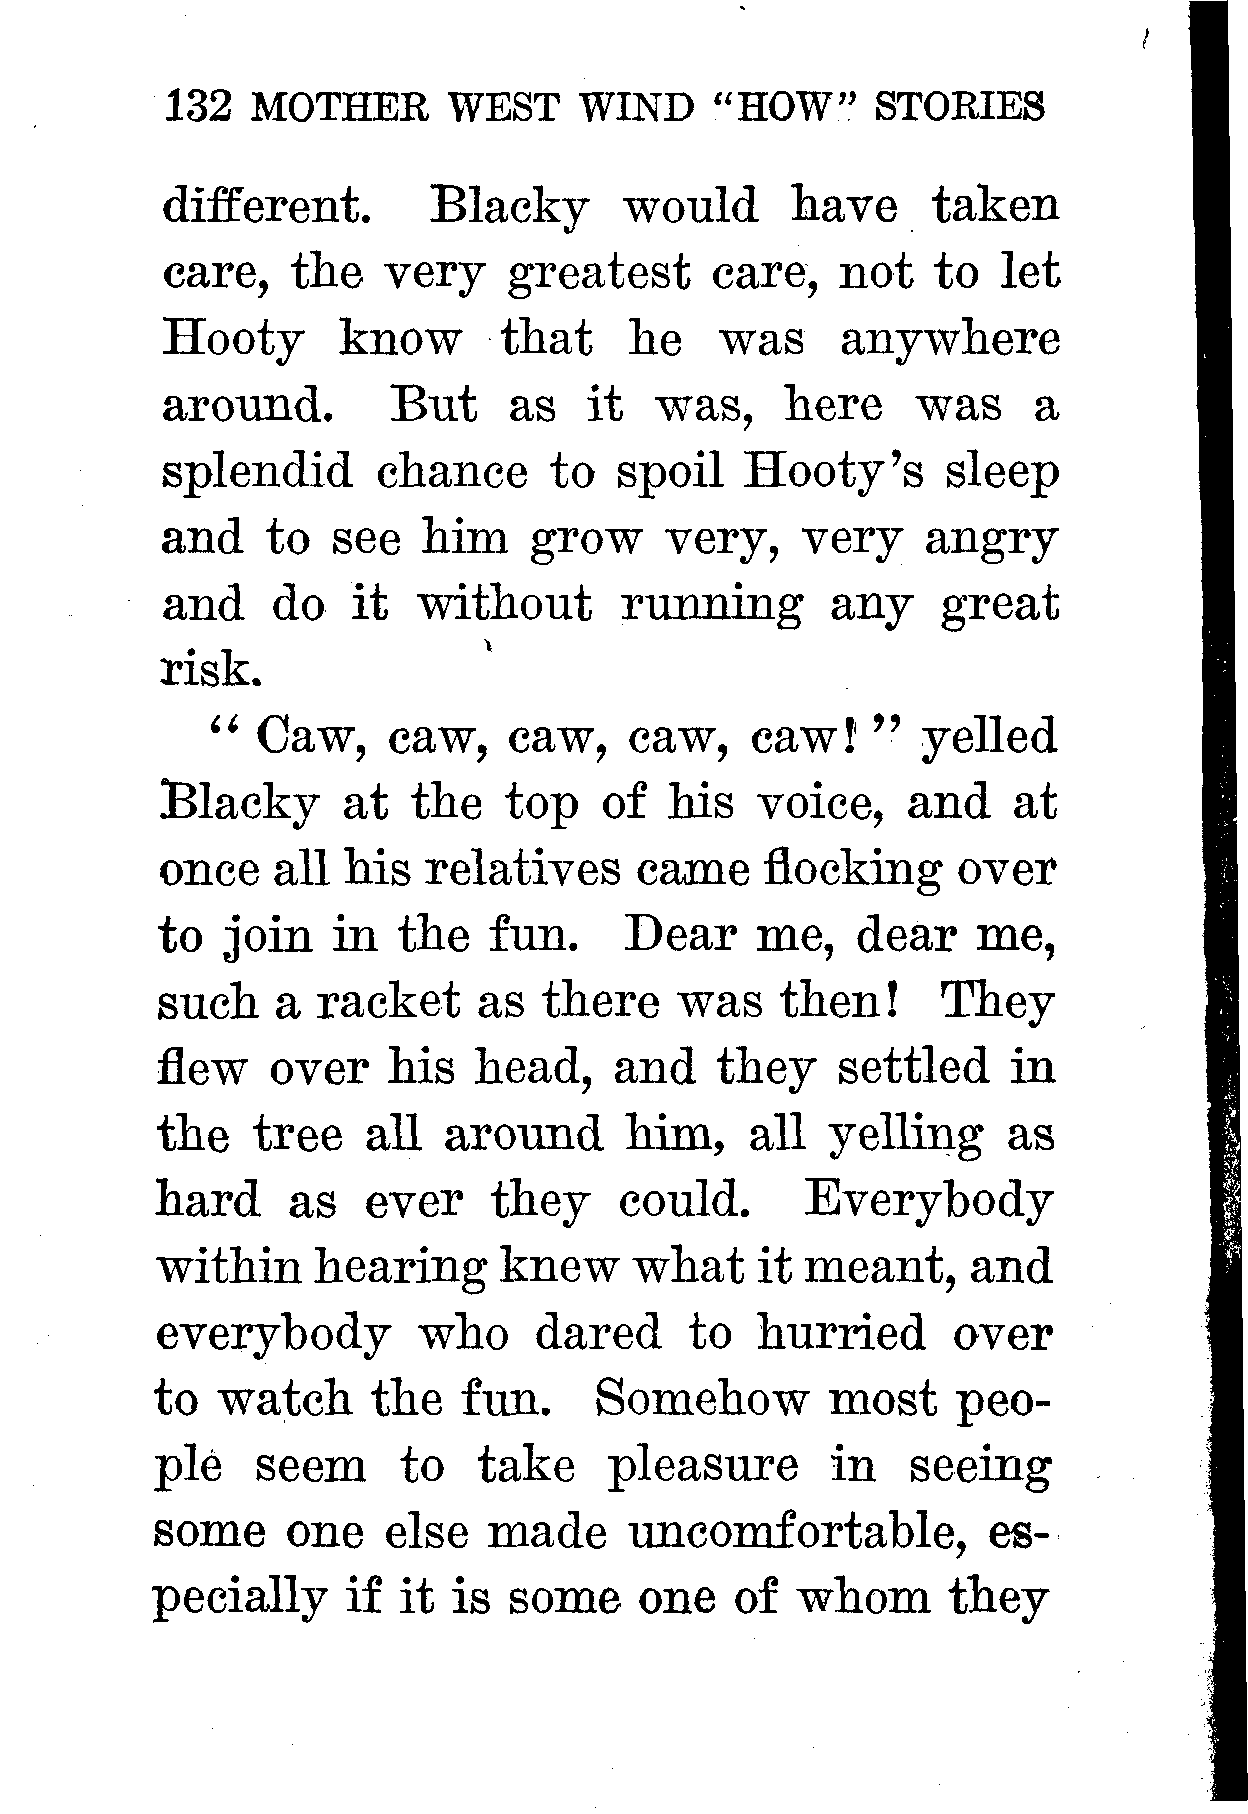 132 MOTHER WEST WIND "HOW" STORIES
different. Blacky would have taken
care, the very greatest care, not to let
Hooty know that he was anywhere
around. But as it was, here was a
splendid chance to spoil Hooty's sleep
and to see him grow very, very angry
and do it without running any great
risk.
"Caw, caw, caw, caw, caw!" yelled
Blacky at the top of his voice, and at
once all his relatives came flocking over
to join in the fun. Dear me, dear me,
such a racket as there was then! They
flew over his head, and they settled in
the tree all around him, all yelling as
hard as ever they could. Everybody
within hearing knew what it meant, and
everybody who dared to hurried over
to watch the fun. Somehow most peo-
ple seem to take pleasure in seeing
some one else made uncomfortable, es-
pecially if it is some one of whom they